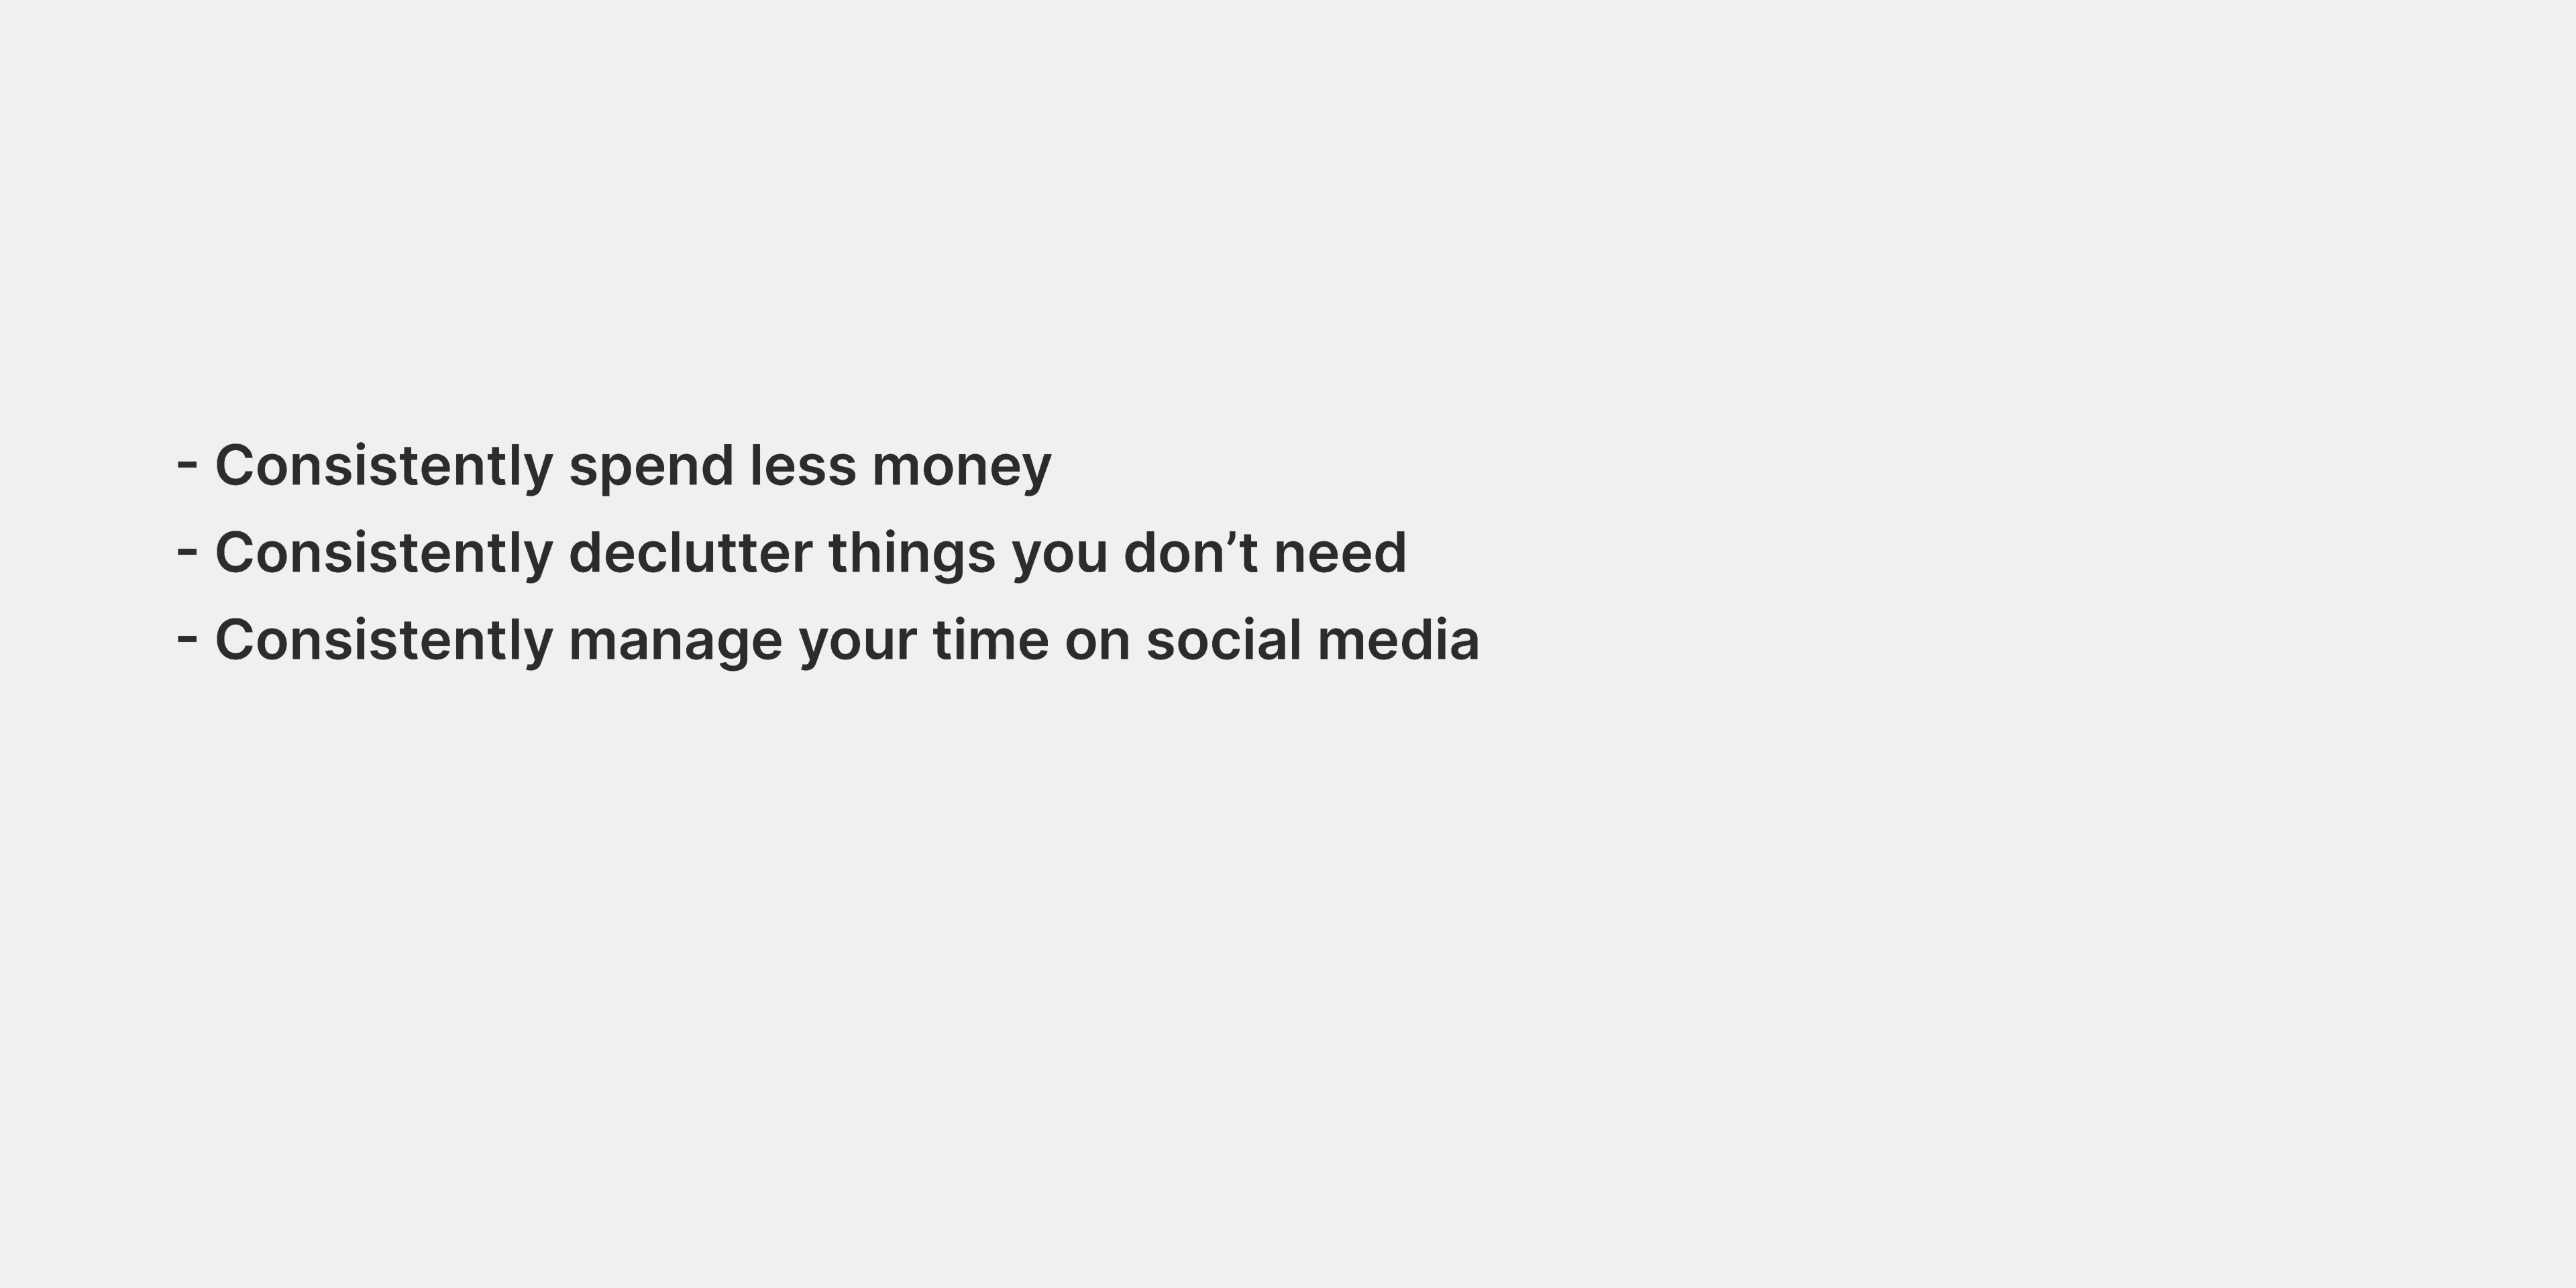 - Consistently spend less money
- Consistently declutter things you don’t need
- Consistently manage your time on social media